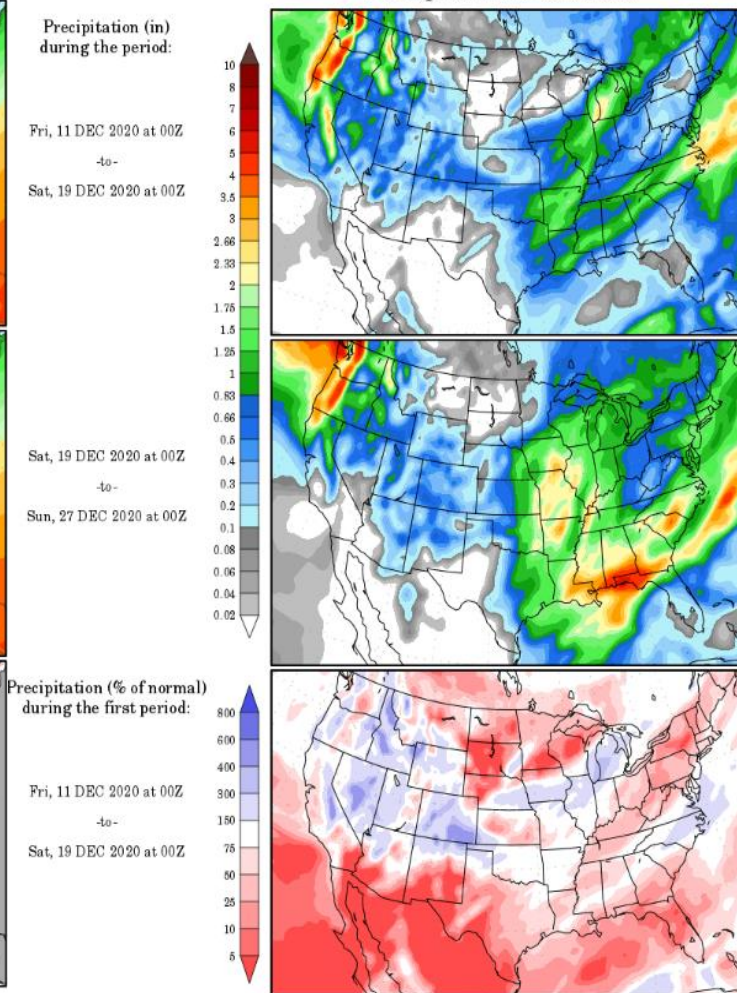 Precipitation (in)
during the period:
Fri, 11 DEC 2020 at 00Z
-to-
Sat, 19 DEC 2020 at 00Z
10
8
7
6
5
4
3.5
3
2.66
2.33
2
1.75
1.5
1.25
1
0.83
0.66
0.5
0.4
0.3
0.2
0.1
0.08
0.06
0.04
0.02
Sat, 19 DEC 2020 at 00Z
-to-
Sun, 27 DEC 2020 at 00Z
Precipitation (% of normal)
during the first period:
Fri, 11 DEC 2020 at 00Z
-to-
Sat, 19 DEC 2020 at 00Z
800
600
400
300
150
75
50
25
10
5